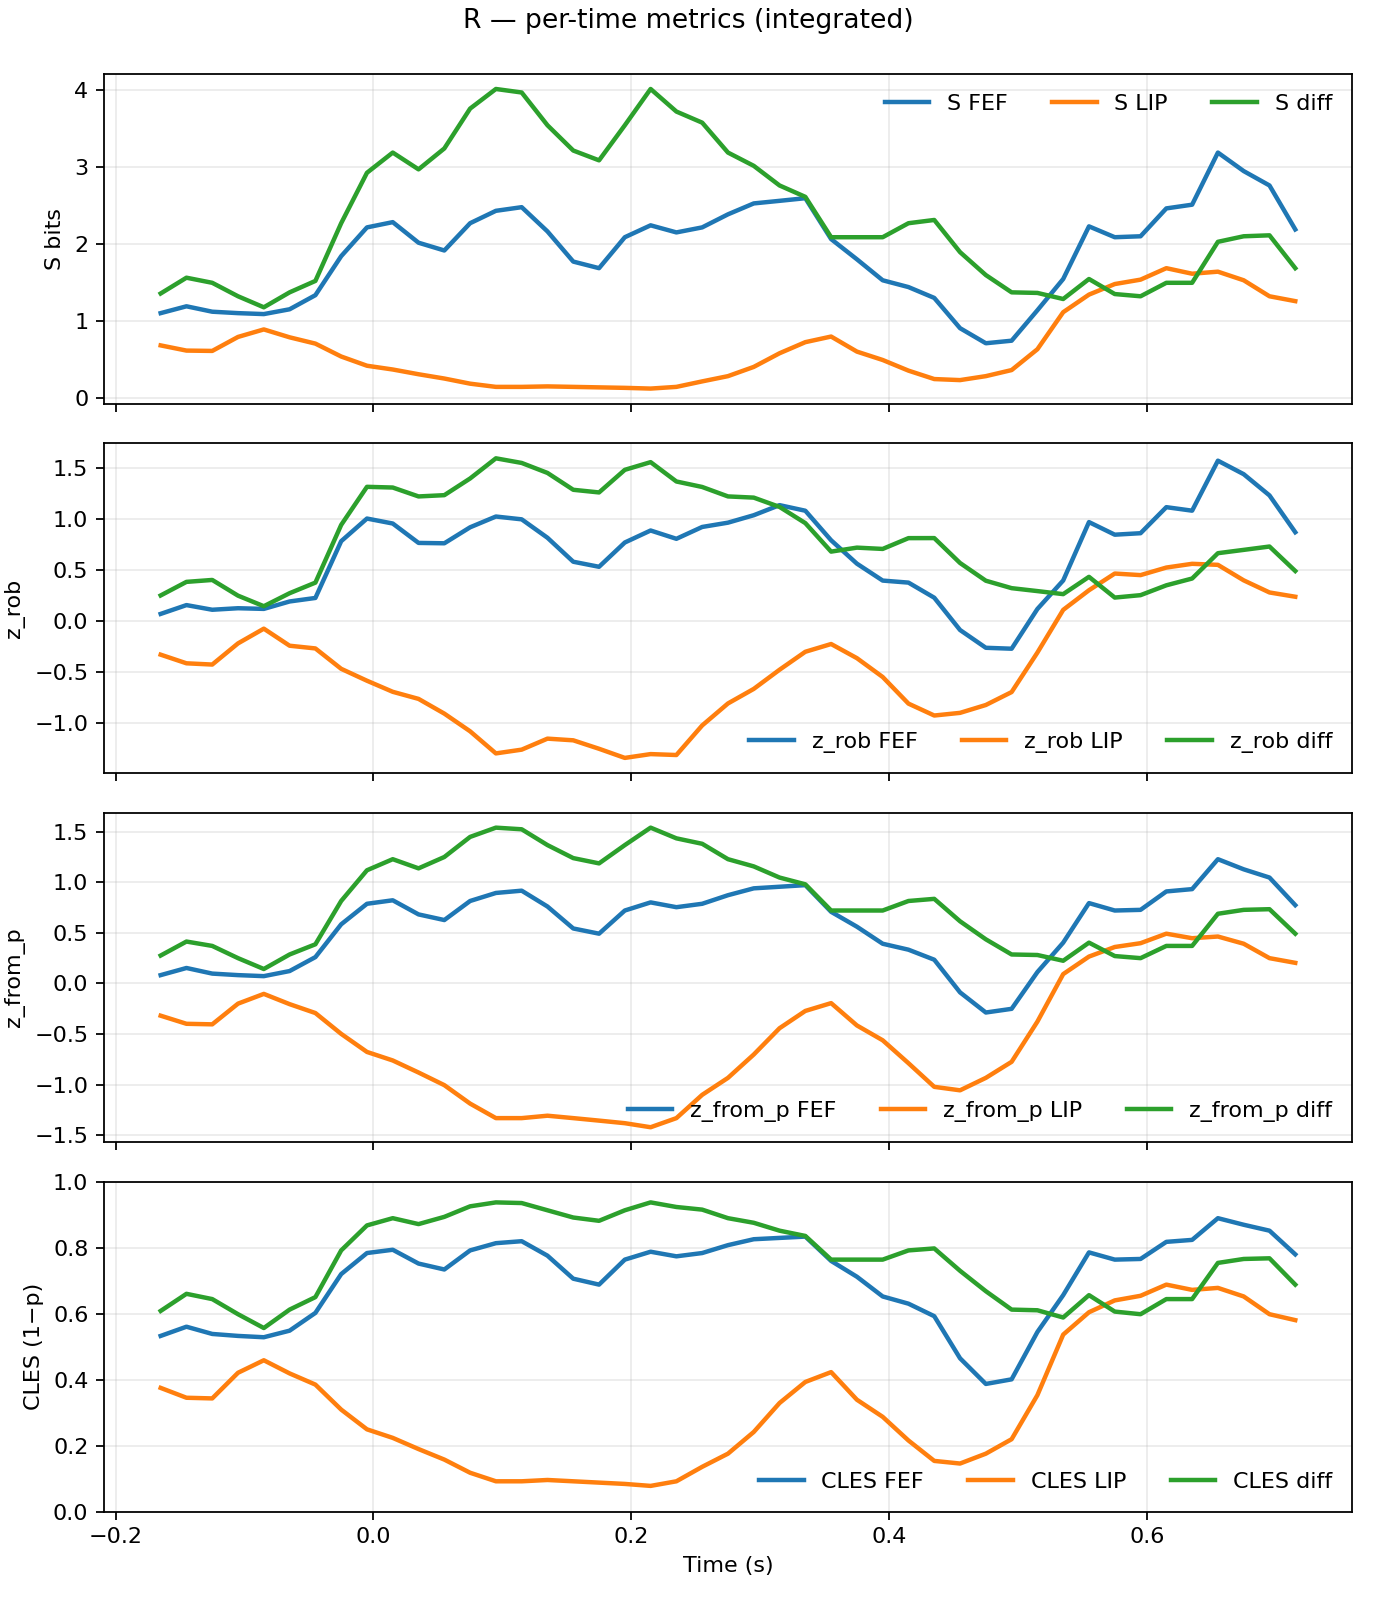 R — per-time metrics (integrated)
4
3
2
1
0
S bits
S FEF S LIP S diff
1.5
1.0
0.5
0.0
−0.5
−1.0
z_rob
z_rob FEF z_rob LIP z_rob diff
1.5
1.0
0.5
0.0
−0.5
−1.0
−1.5
z_from_p
z_from_p FEF z_from_p LIP z_from_p diff
1.0
0.8
0.6
0.4
0.2
0.0
CLES (1−p)
CLES FEF CLES LIP CLES diff
−0.2 0.0 0.2 0.4 0.6
Time (s)